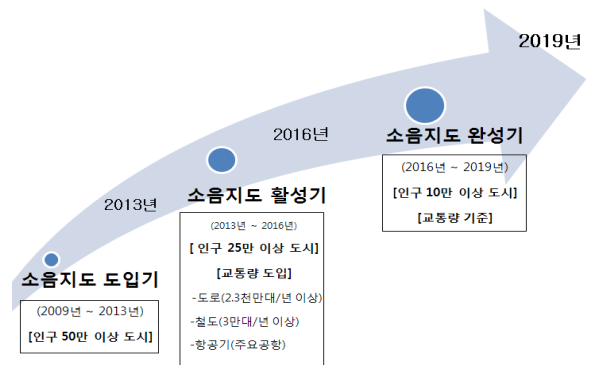 2019년
2016년
소음지도 완성기
(2016년 ~ 2019년)
[인구 10만 이상 도시]
[교통량 기준]
2013년
소음지도 활성기
(2013년 ~ 2016년)
[ 인구 25만 이상 도시]
[교통량 도입]
-도로(2.3천만대/년 이상)
-철도(3만대/년 이상)
-항공기(주요공항)
소음지도 도입기
(2009년 ~ 2013년)
[인구 50만 이상 도시]